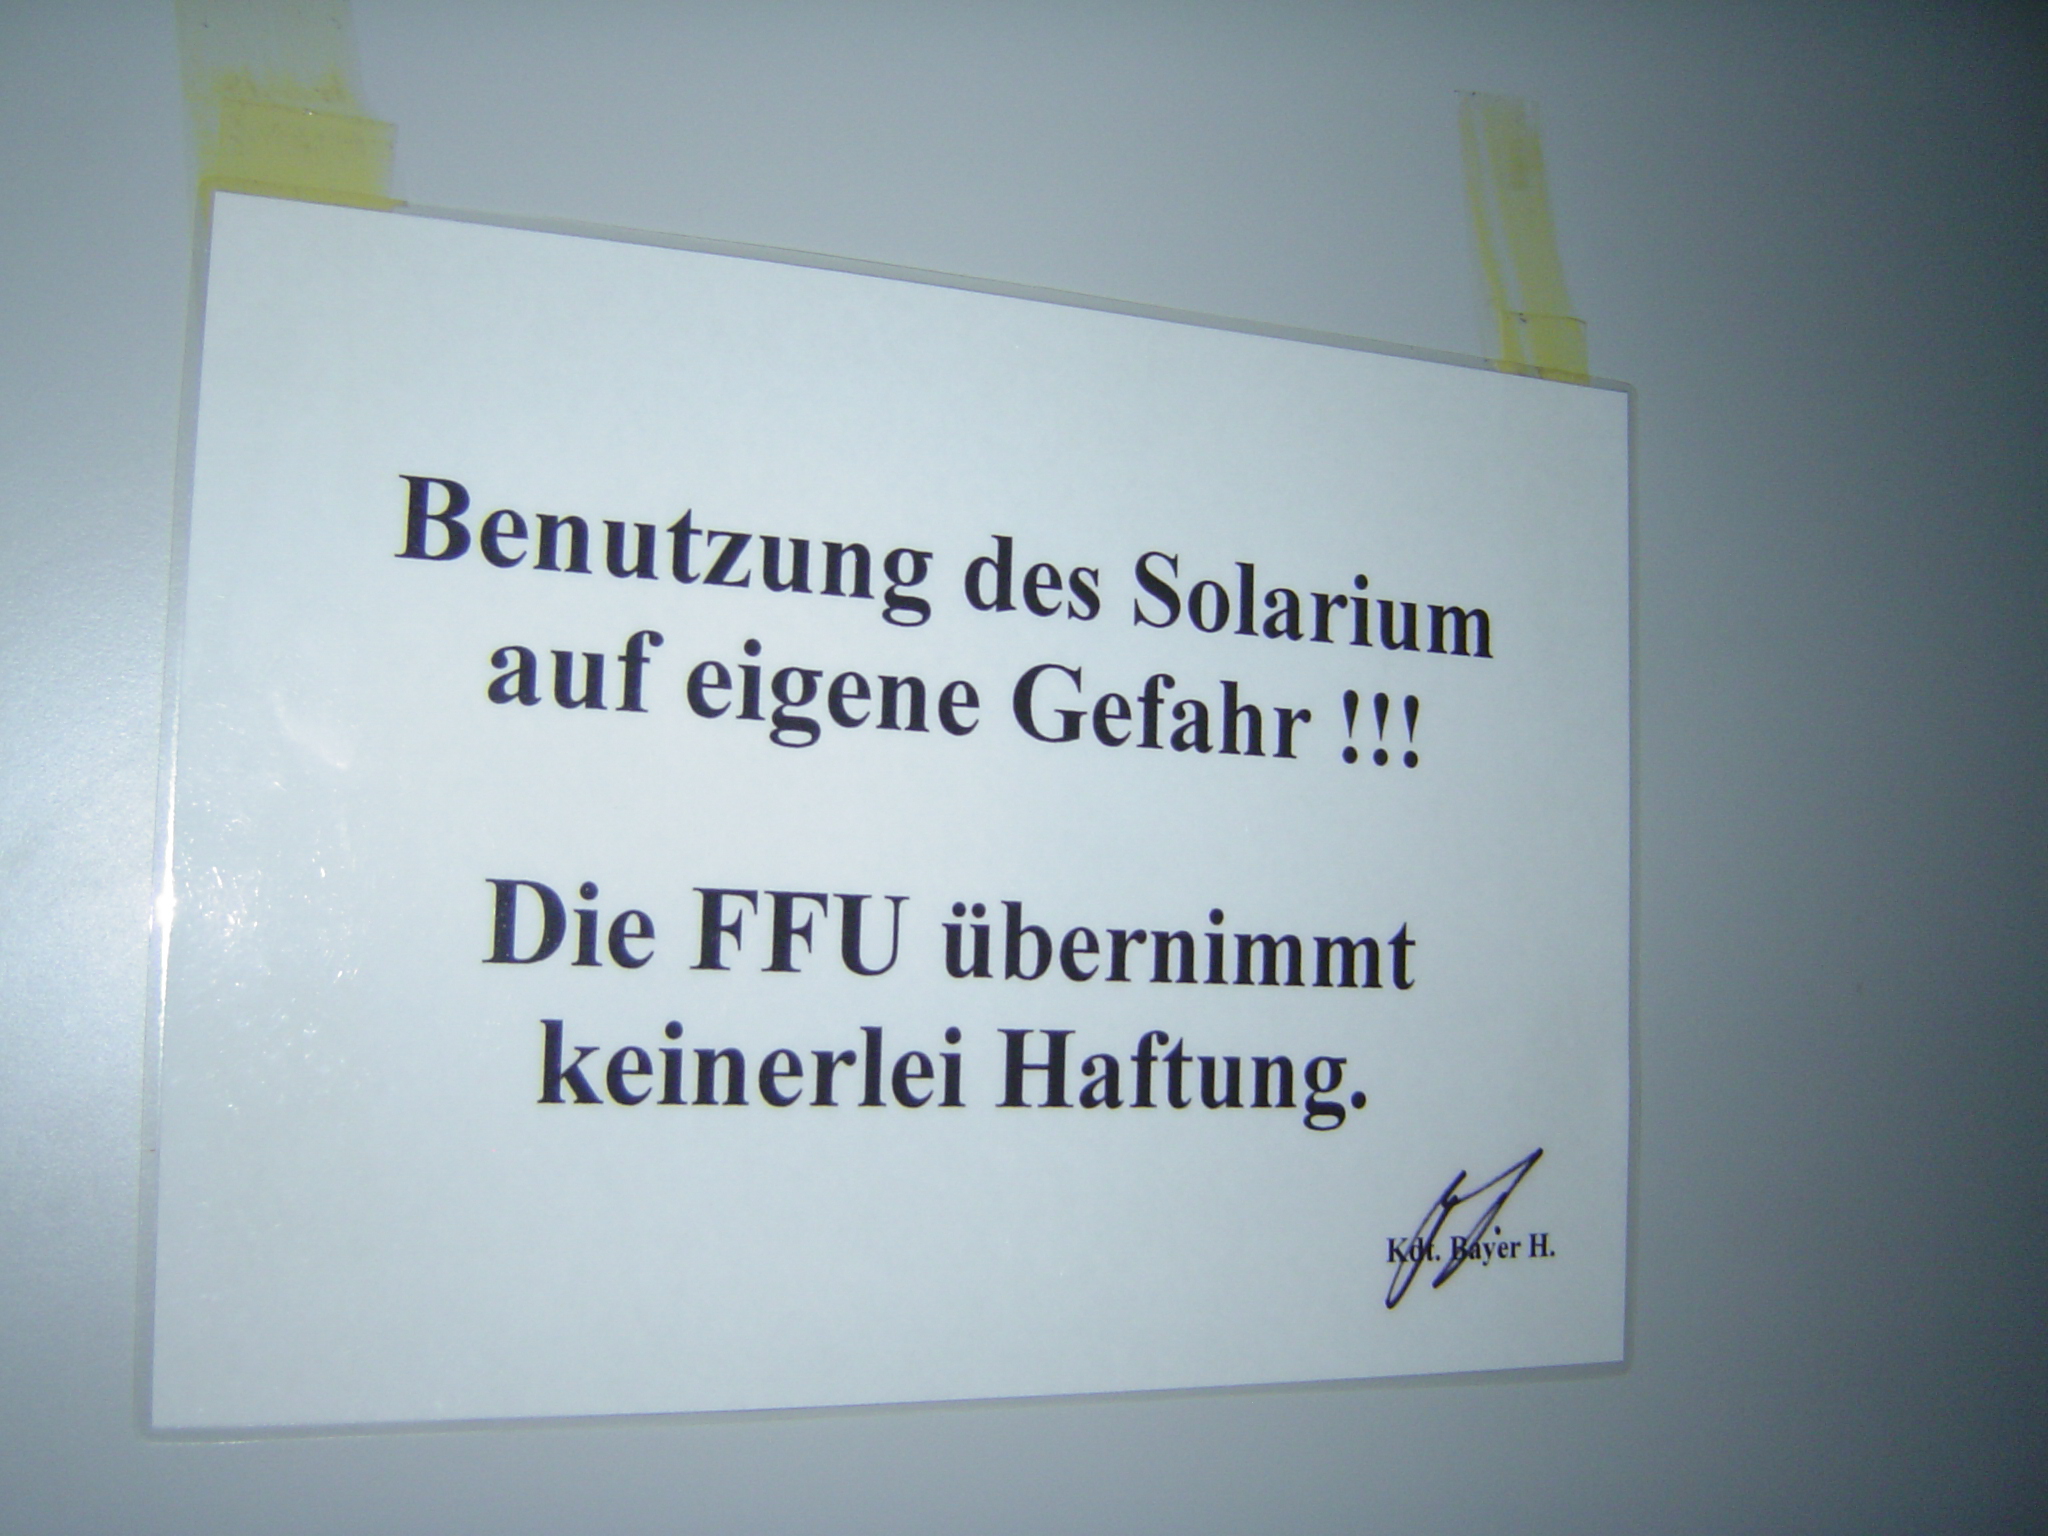 Benutzung des Solarium
auf eigene Gefahr !!!
Die FFU übernimmt
keinerlei Haftung.
Kdt. Bayer H.